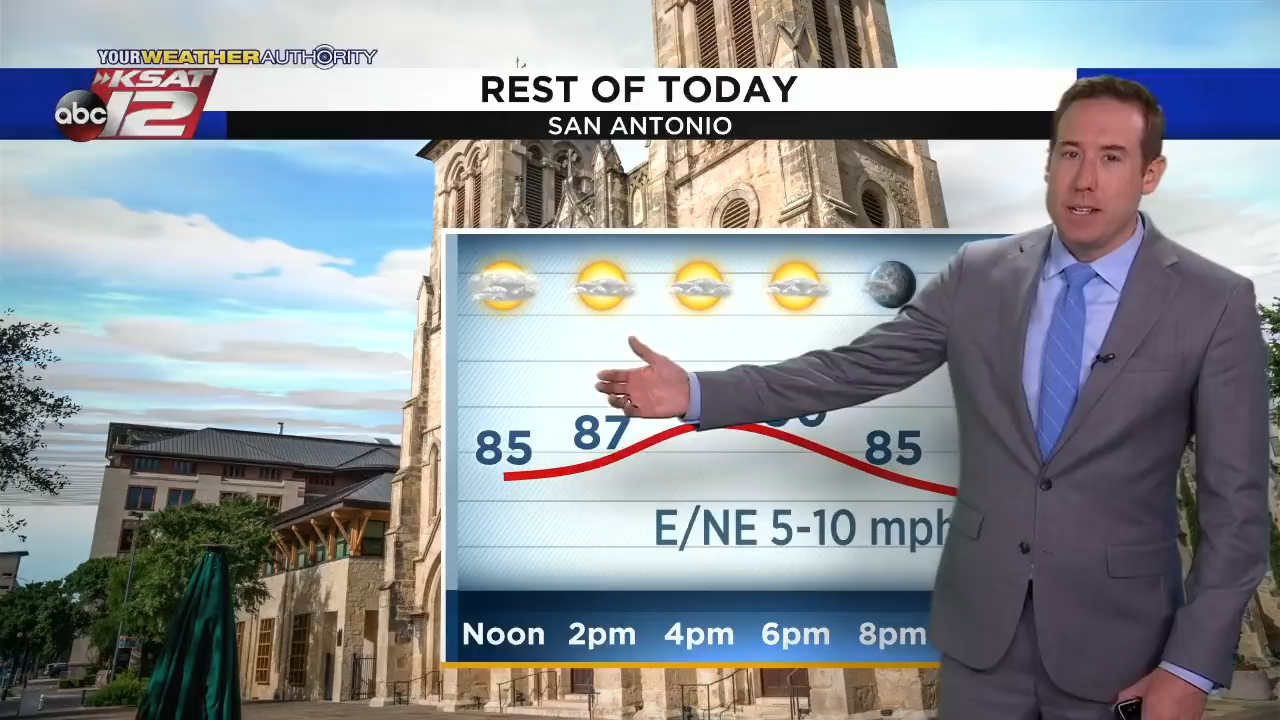 YOUR WEATHER AUTHORITY
KSAT
abc 12
REST OF TODAY
SAN ANTONIO
85 87 85
E/NE 5-10 mph
Noon 2pm 4pm 6pm 8pm